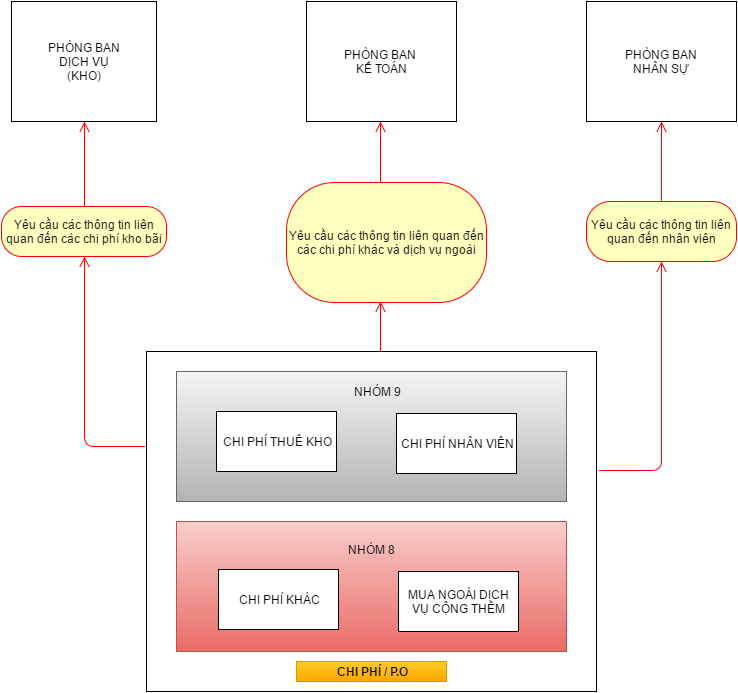 PHÒNG BAN
DỊCH VỤ
(KHO)
PHÒNG BAN
KẾ TOÁN
PHÒNG BAN
NHÂN SỰ
Yêu cầu các thông tin liên
quan đến các chi phí kho bãi
Yêu cầu các thông tin liên quan đến
các chi phí khác và dịch vụ ngoài
Yêu cầu các thông tin liên
quan đến nhân viên
NHÓM 9
CHI PHÍ THUÊ KHO
CHI PHÍ NHÂN VIÊN
NHÓM 8
CHI PHÍ KHÁC
MUA NGOÀI DỊCH
VỤ CỘNG THÊM
CHI PHÍ / P.O